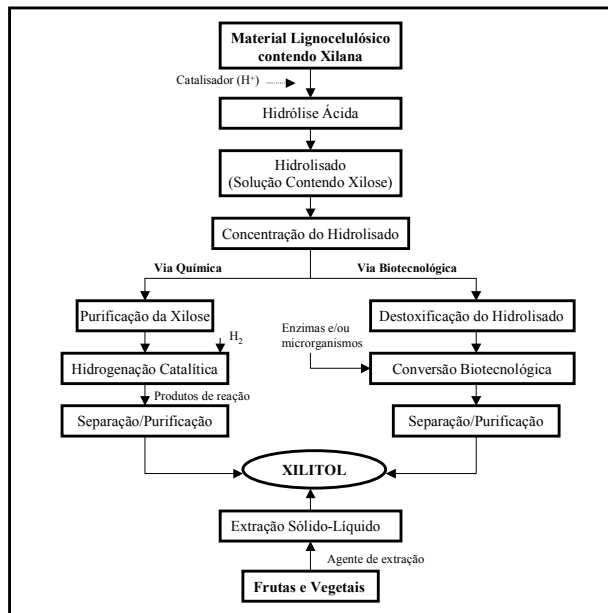 Material Lignocelulósico
contendo Xilana
Catalisador (H⁺)
Hidrólise Ácida
Hidrolisado
(Solução Contendo Xilose)
Concentração do Hidrolisado
Via Química
Via Biotecnológica
Purificação da Xilose
Destoxificação do Hidrolisado
H₂
Enzimas e/ou
microrganismos
Hidrogenação Catalítica
Conversão Biotecnológica
Produtos de reação
Separação/Purificação
Separação/Purificação
XILITOL
Extração Sólido-Líquido
Agente de extração
Frutas e Vegetais